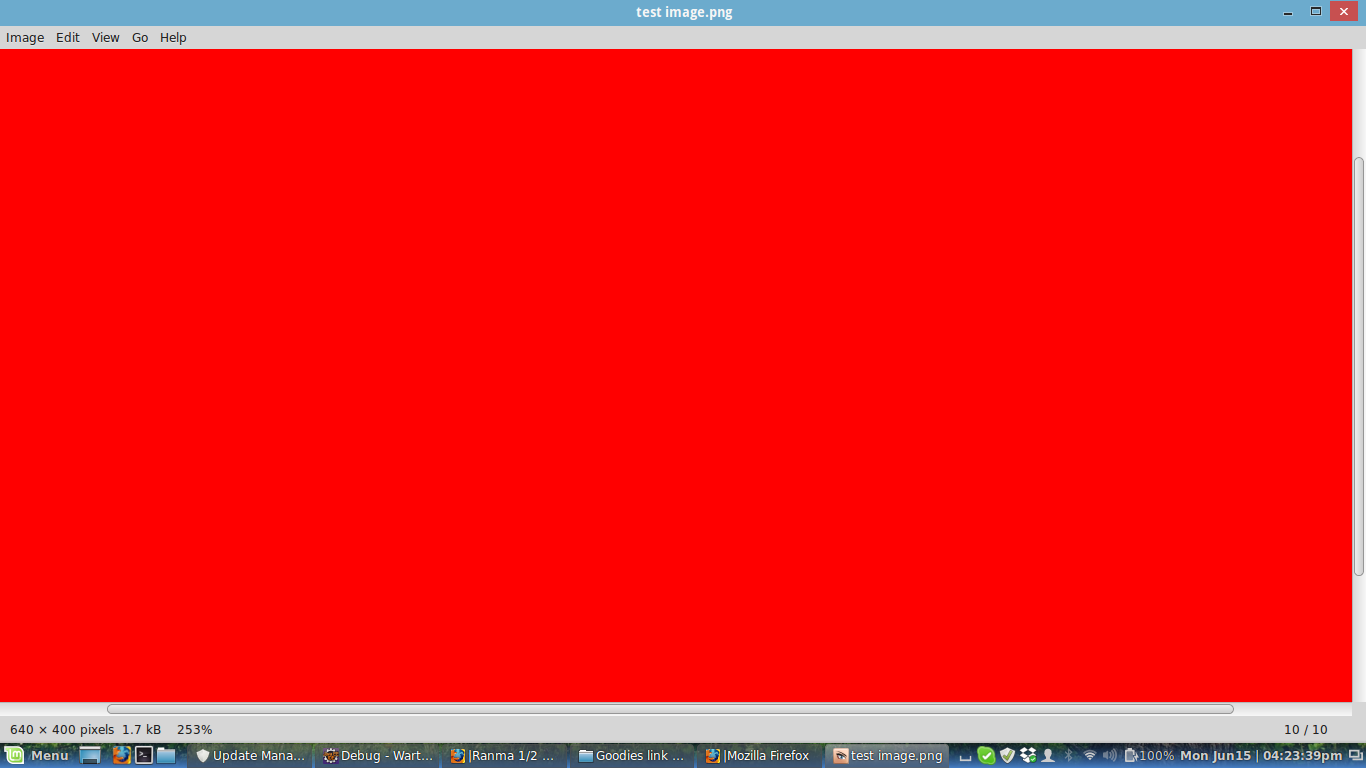 test image.png
Image Edit View Go Help
640 × 400 pixels 1.7 kB 253% 10 / 10
Menu Update Mana... Debug - Wart... |Ranma 1/2 ... Goodies link ... |Mozilla Firefox test image.png 100% Mon Jun15 | 04:23:39pm